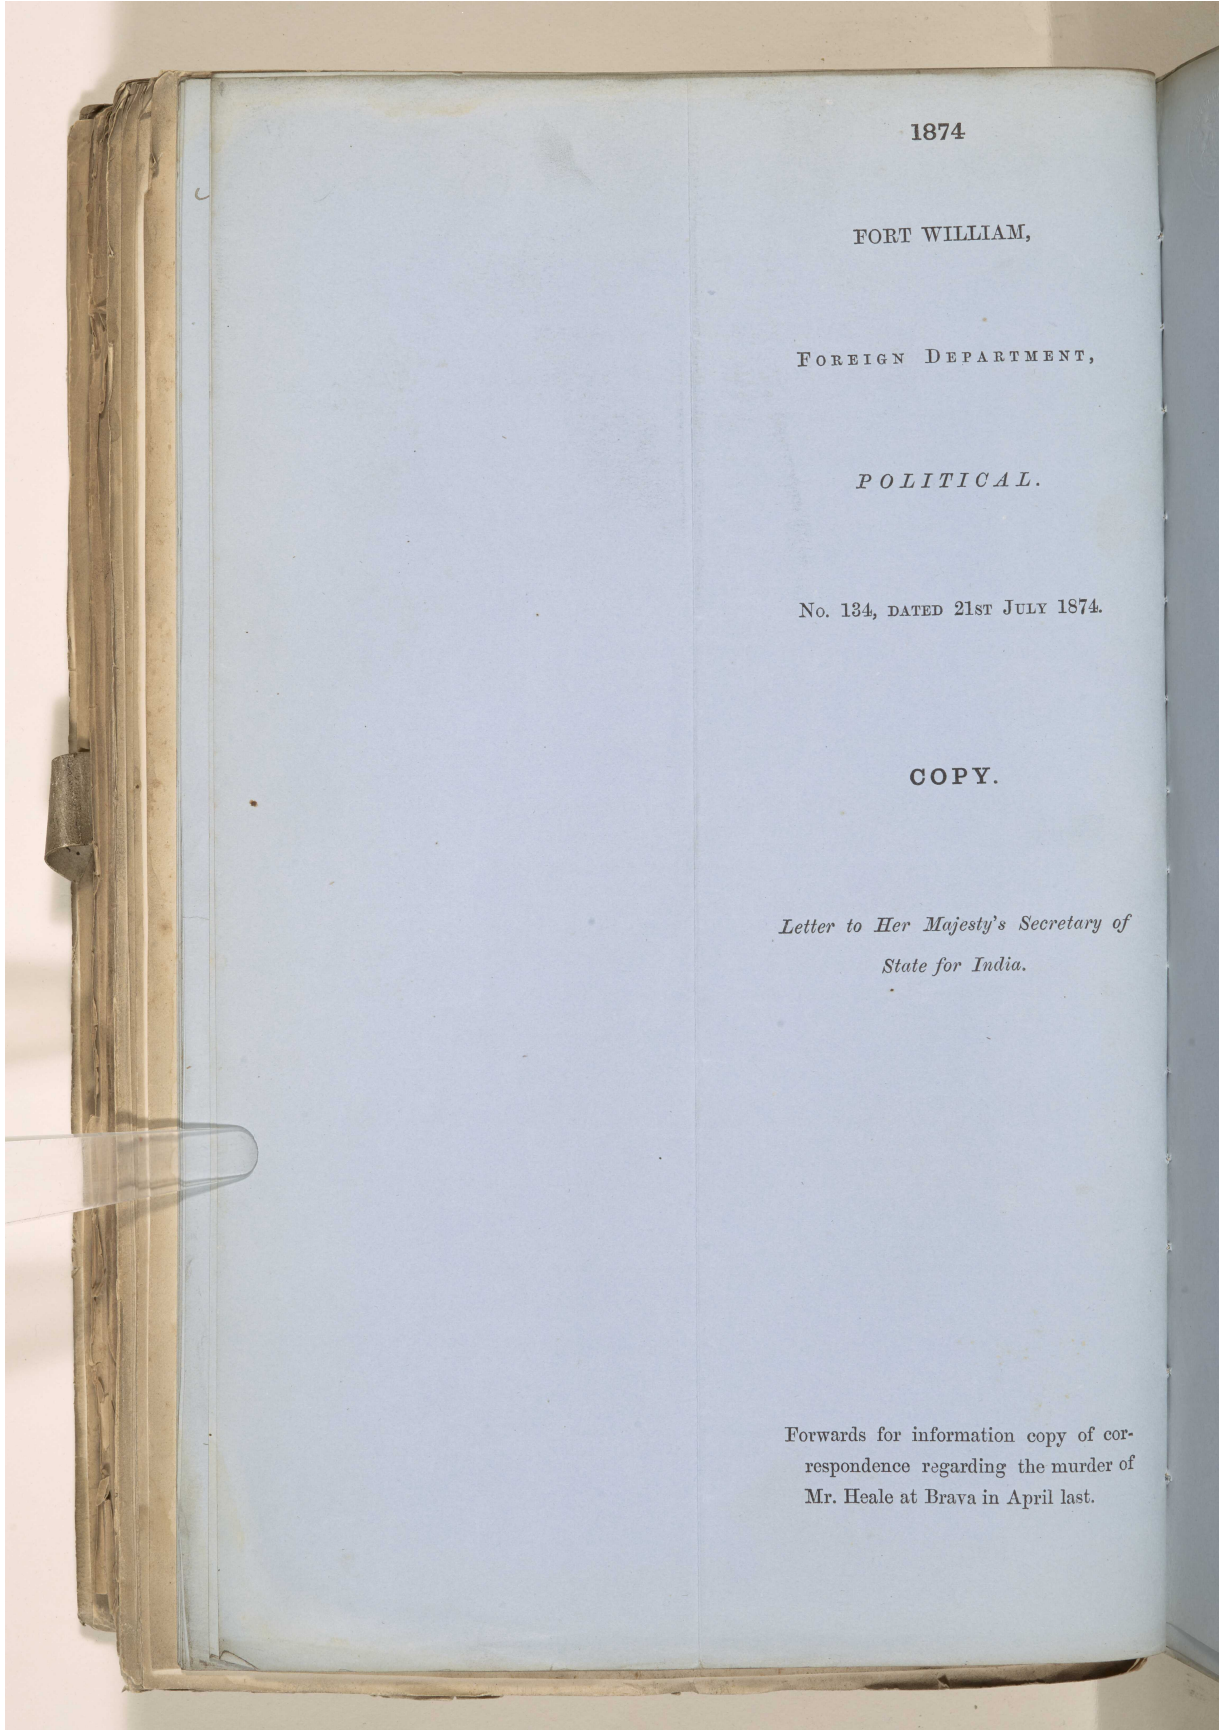 1874
FORT WILLIAM,
FOREIGN DEPARTMENT,
POLITICAL.
No. 134, DATED 21ST JULY 1874.
COPY.
Letter to Her Majesty's Secretary of
State for India.
Forwards for information copy of cor-
respondence regarding the murder of
Mr. Heale at Brava in April last.